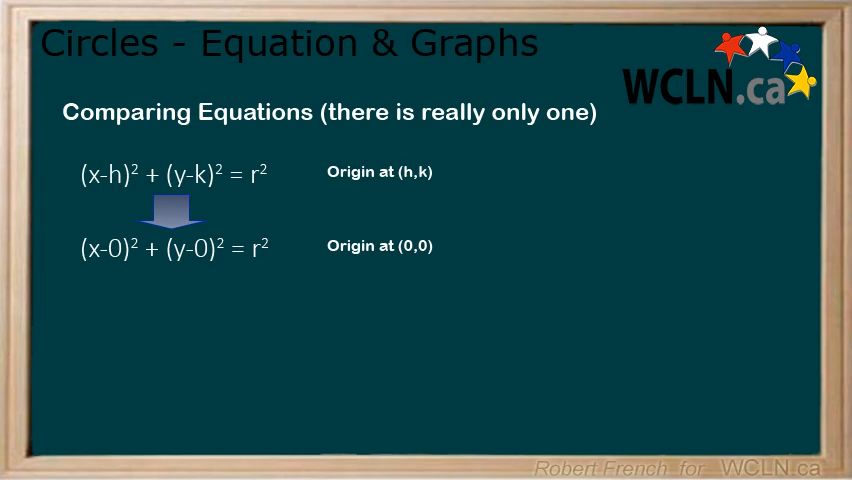 Circles - Equation & Graphs
WCLN.ca
Comparing Equations (there is really only one)
(x-h)² + (y-k)² = r² Origin at (h,k)
(x-0)² + (y-0)² = r² Origin at (0,0)
Robert French for WCLN.ca